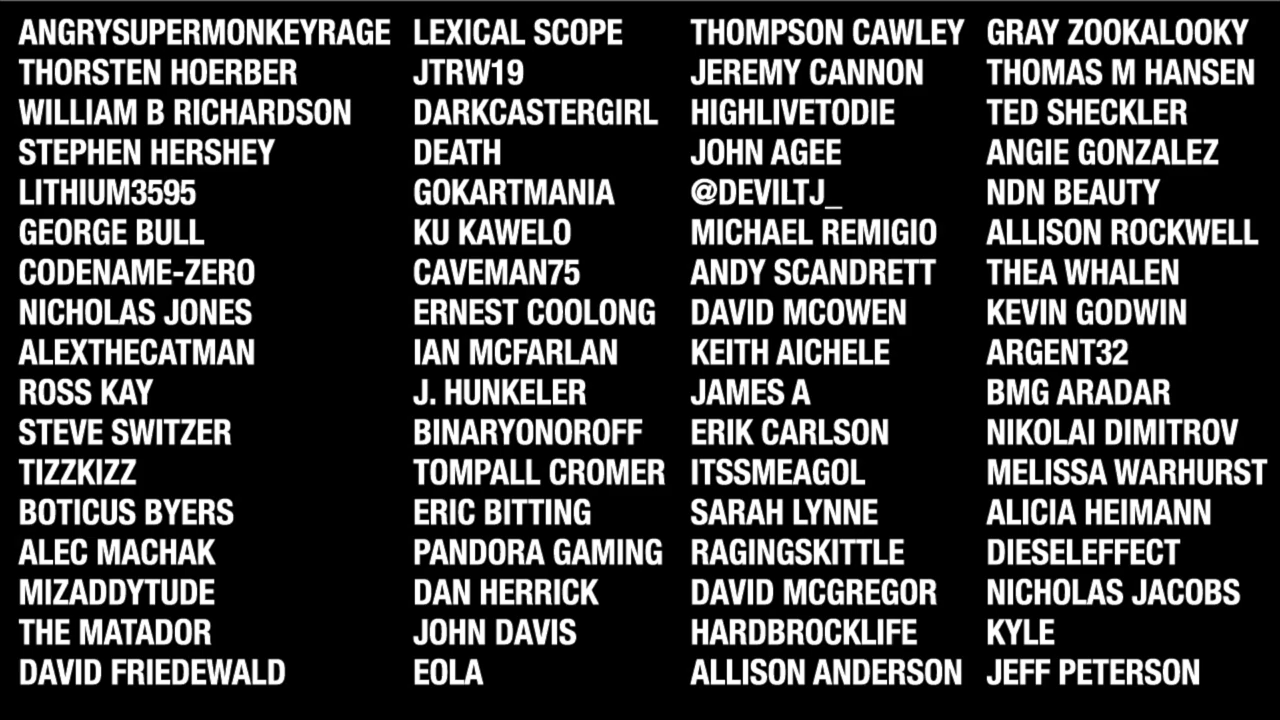 ANGRYSUPERMONKEYRAGE
THORSTEN HOERBER
WILLIAM B RICHARDSON
STEPHEN HERSHEY
LITHIUM3595
GEORGE BULL
CODENAME-ZERO
NICHOLAS JONES
ALEXTHECATMAN
ROSS KAY
STEVE SWITZER
TIZZKIZZ
BOTICUS BYERS
ALEC MACHAK
MIZADDYTUDE
THE MATADOR
DAVID FRIEDEWALD
LEXICAL SCOPE
JTRW19
DARKCASTERGIRL
DEATH
GOKARTMANIA
KU KAWELO
CAVEMAN75
ERNEST COOLONG
IAN MCFARLAN
J. HUNKELER
BINARYONOROFF
TOMPALL CROMER
ERIC BITTING
PANDORA GAMING
DAN HERRICK
JOHN DAVIS
EOLA
THOMPSON CAWLEY
JEREMY CANNON
HIGHLIVETODIE
JOHN AGEE
@DEVILTJ_
MICHAEL REMIGIO
ANDY SCANDRETT
DAVID MCOWEN
KEITH AICHELE
JAMES A
ERIK CARLSON
ITSSMEAGOL
SARAH LYNNE
RAGINGSKITTLE
DAVID MCGREGOR
HARDBROCKLIFE
ALLISON ANDERSON
GRAY ZOOKALOOKY
THOMAS M HANSEN
TED SHECKLER
ANGIE GONZALEZ
NDN BEAUTY
ALLISON ROCKWELL
THEA WHALEN
KEVIN GODWIN
ARGENT32
BMG ARADAR
NIKOLAI DIMITROV
MELISSA WARHURST
ALICIA HEIMANN
DIESELEFFECT
NICHOLAS JACOBS
KYLE
JEFF PETERSON